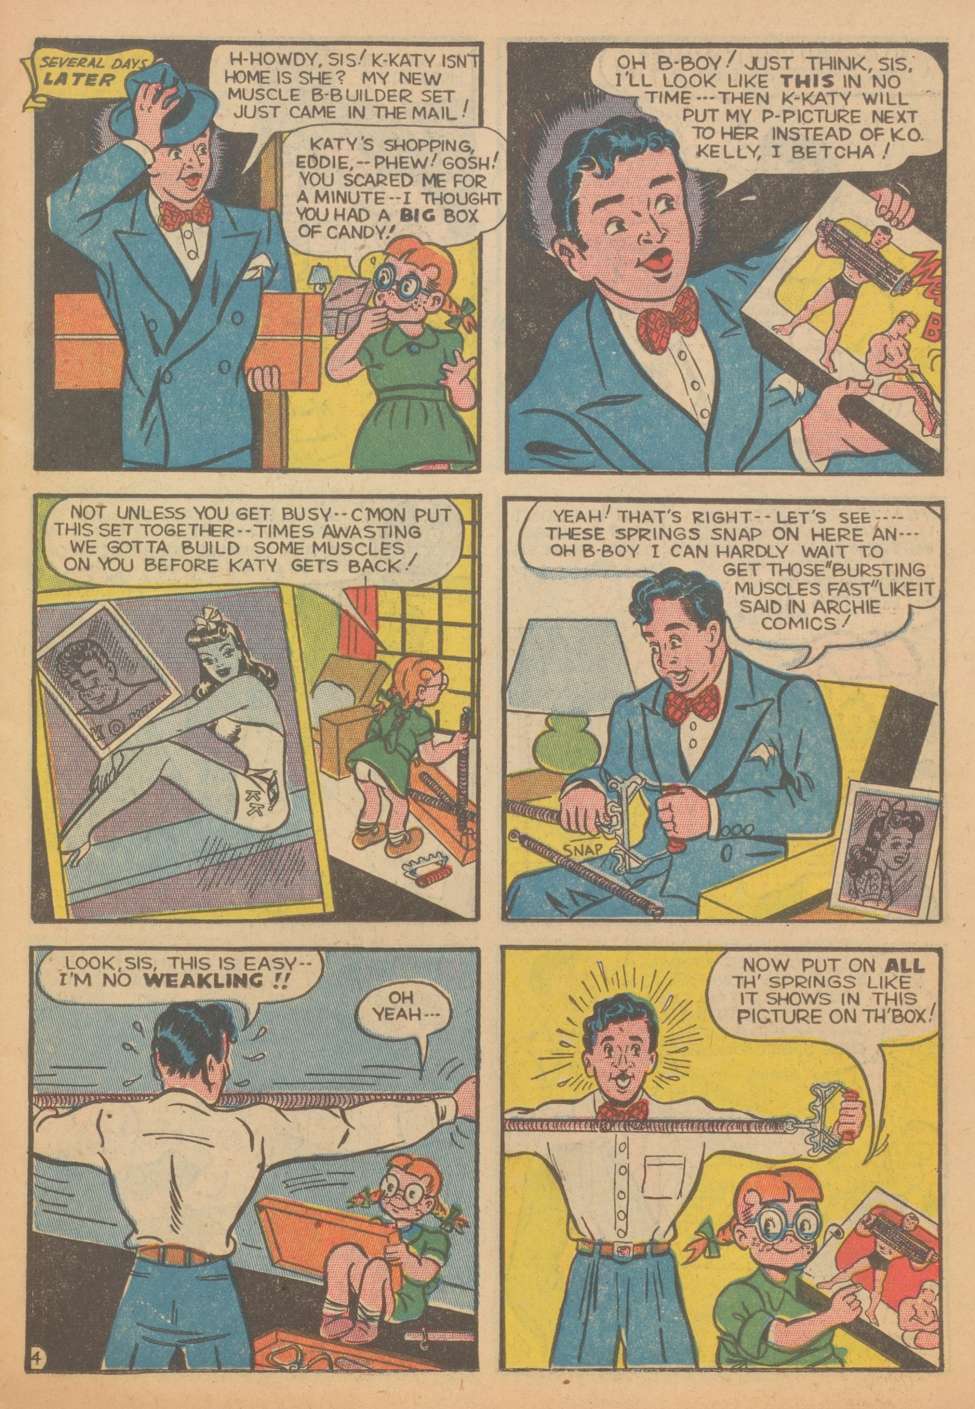 SEVERAL DAYS
LATER
H-HOWDY, SIS! K-KATY ISN'T
HOME IS SHE? MY NEW
MUSCLE B-BUILDER SET
JUST CAME IN THE MAIL!
KATY'S SHOPPING,
EDDIE,--PHEW! GOSH!
YOU SCARED ME FOR
A MINUTE--I THOUGHT
YOU HAD A BIG BOX
OF CANDY!
OH B-BOY! JUST THINK, SIS,
I'LL LOOK LIKE THIS IN NO
TIME---THEN K-KATY WILL
PUT MY P-PICTURE NEXT
TO HER INSTEAD OF K.O.
KELLY, I BETCHA!
NOT UNLESS YOU GET BUSY--C'MON PUT
THIS SET TOGETHER--TIMES AWASTING
WE GOTTA BUILD SOME MUSCLES
ON YOU BEFORE KATY GETS BACK!
YEAH! THAT'S RIGHT--LET'S SEE----
THESE SPRINGS SNAP ON HERE AN---
OH B-BOY I CAN HARDLY WAIT TO
GET THOSE "BURSTING
MUSCLES FAST" LIKE IT
SAID IN ARCHIE
COMICS!
SNAP
LOOK, SIS, THIS IS EASY--
I'M NO WEAKLING!!
OH
YEAH---
NOW PUT ON ALL
TH' SPRINGS LIKE
IT SHOWS IN THIS
PICTURE ON TH' BOX!
4